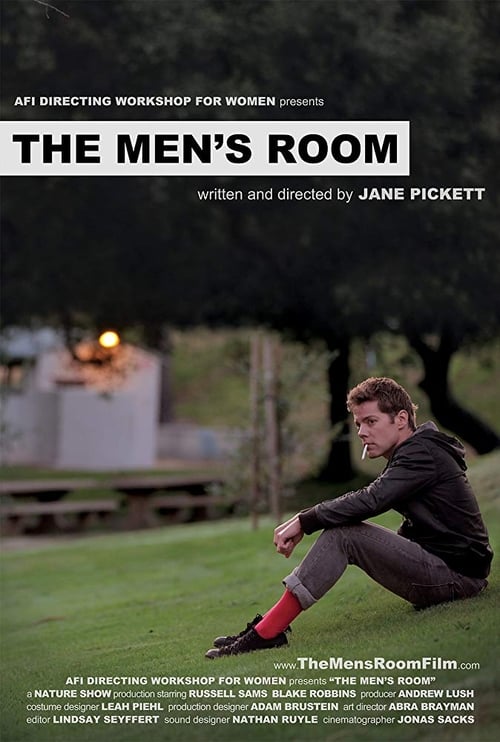 AFI DIRECTING WORKSHOP FOR WOMEN presents
THE MEN'S ROOM
written and directed by JANE PICKETT
www.TheMensRoomFilm.com
AFI DIRECTING WORKSHOP FOR WOMEN presents "THE MEN'S ROOM"
a NATURE SHOW production starring RUSSELL SAMS BLAKE ROBBINS producer ANDREW LUSH
costume designer LEAH PIEHL production designer ADAM BRUSTEIN art director ABRA BRAYMAN
editor LINDSAY SEYFFERT sound designer NATHAN RUYLE cinematographer JONAS SACKS